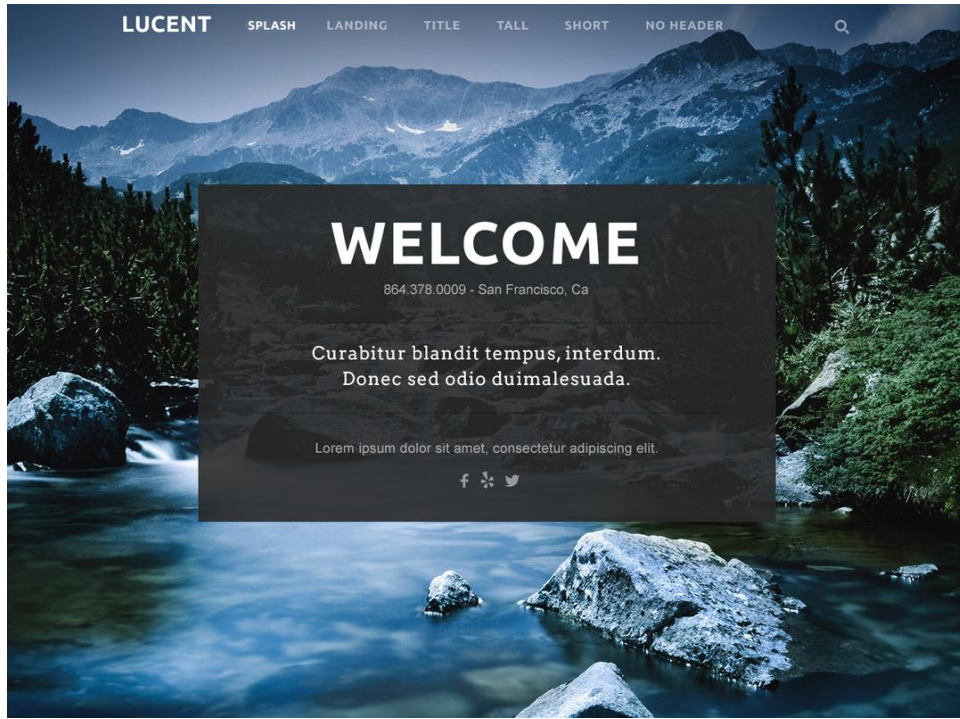 LUCENT SPLASH LANDING TITLE TALL SHORT NO HEADER
WELCOME
864.378.0009 - San Francisco, Ca
Curabitur blandit tempus, interdum.
Donec sed odio duimalesuada.
Lorem ipsum dolor sit amet, consectetur adipiscing elit.